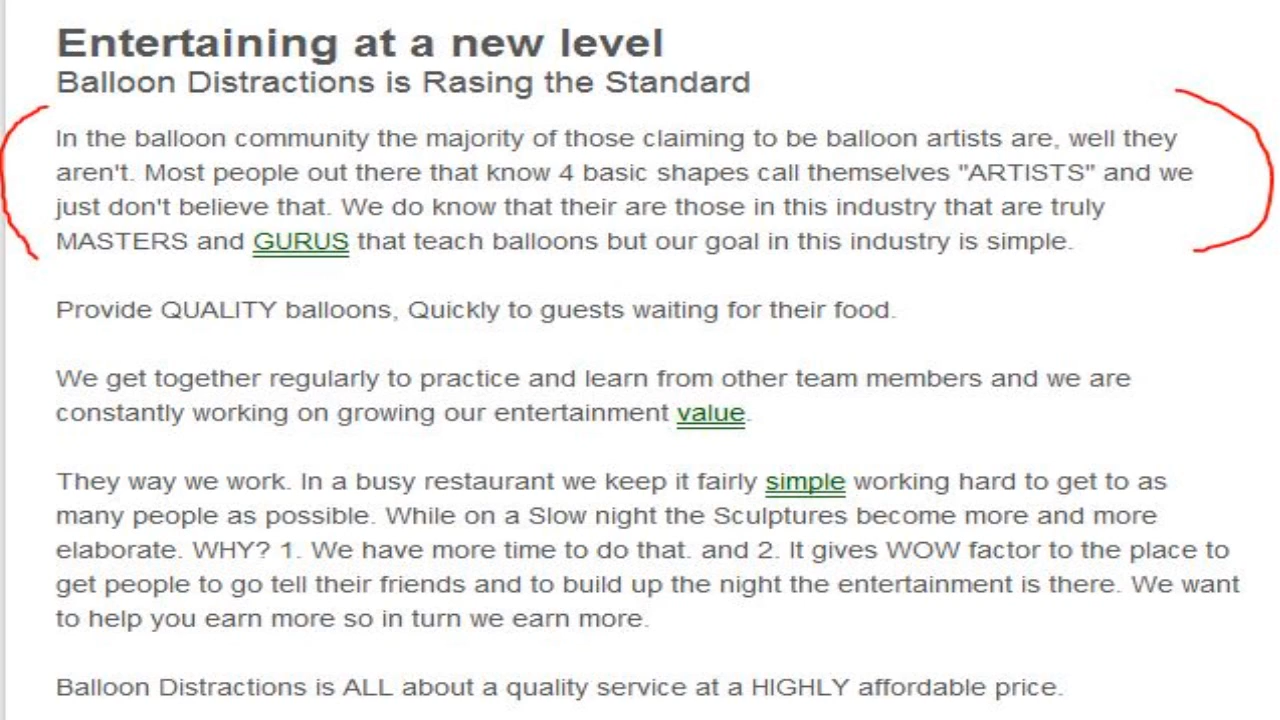 Entertaining at a new level
Balloon Distractions is Rasing the Standard
In the balloon community the majority of those claiming to be balloon artists are, well they
aren't. Most people out there that know 4 basic shapes call themselves "ARTISTS" and we
just don't believe that. We do know that their are those in this industry that are truly
MASTERS and GURUS that teach balloons but our goal in this industry is simple.
Provide QUALITY balloons, Quickly to guests waiting for their food.
We get together regularly to practice and learn from other team members and we are
constantly working on growing our entertainment value.
They way we work. In a busy restaurant we keep it fairly simple working hard to get to as
many people as possible. While on a Slow night the Sculptures become more and more
elaborate. WHY? 1. We have more time to do that. and 2. It gives WOW factor to the place to
get people to go tell their friends and to build up the night the entertainment is there. We want
to help you earn more so in turn we earn more.
Balloon Distractions is ALL about a quality service at a HIGHLY affordable price.